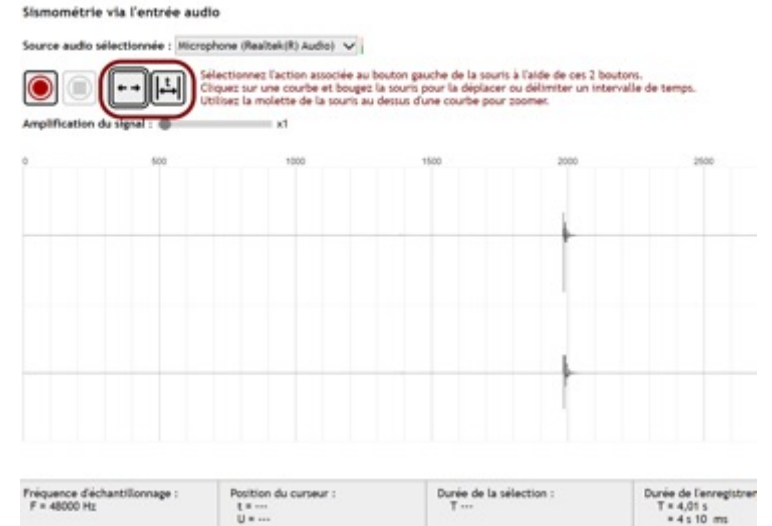 Sismométrie via l'entrée audio
Source audio sélectionnée : Microphone (Realtek(R) Audio)
Sélectionnez l'action associée au bouton gauche de la souris à l'aide de ces 2 boutons.
Cliquez sur une courbe et bougez la souris pour la déplacer ou délimiter un intervalle de temps.
Utilisez la molette de la souris au dessus d'une courbe pour zoomer.
t
Amplification du signal : x1
0 500 1000 1500 2000 2500
Fréquence d'échantillonnage : Position du curseur : Durée de la sélection : Durée de l'enregistrem
F = 48000 Hz t = --- T --- T = 4,01 s
U = --- = 4 s 10 ms